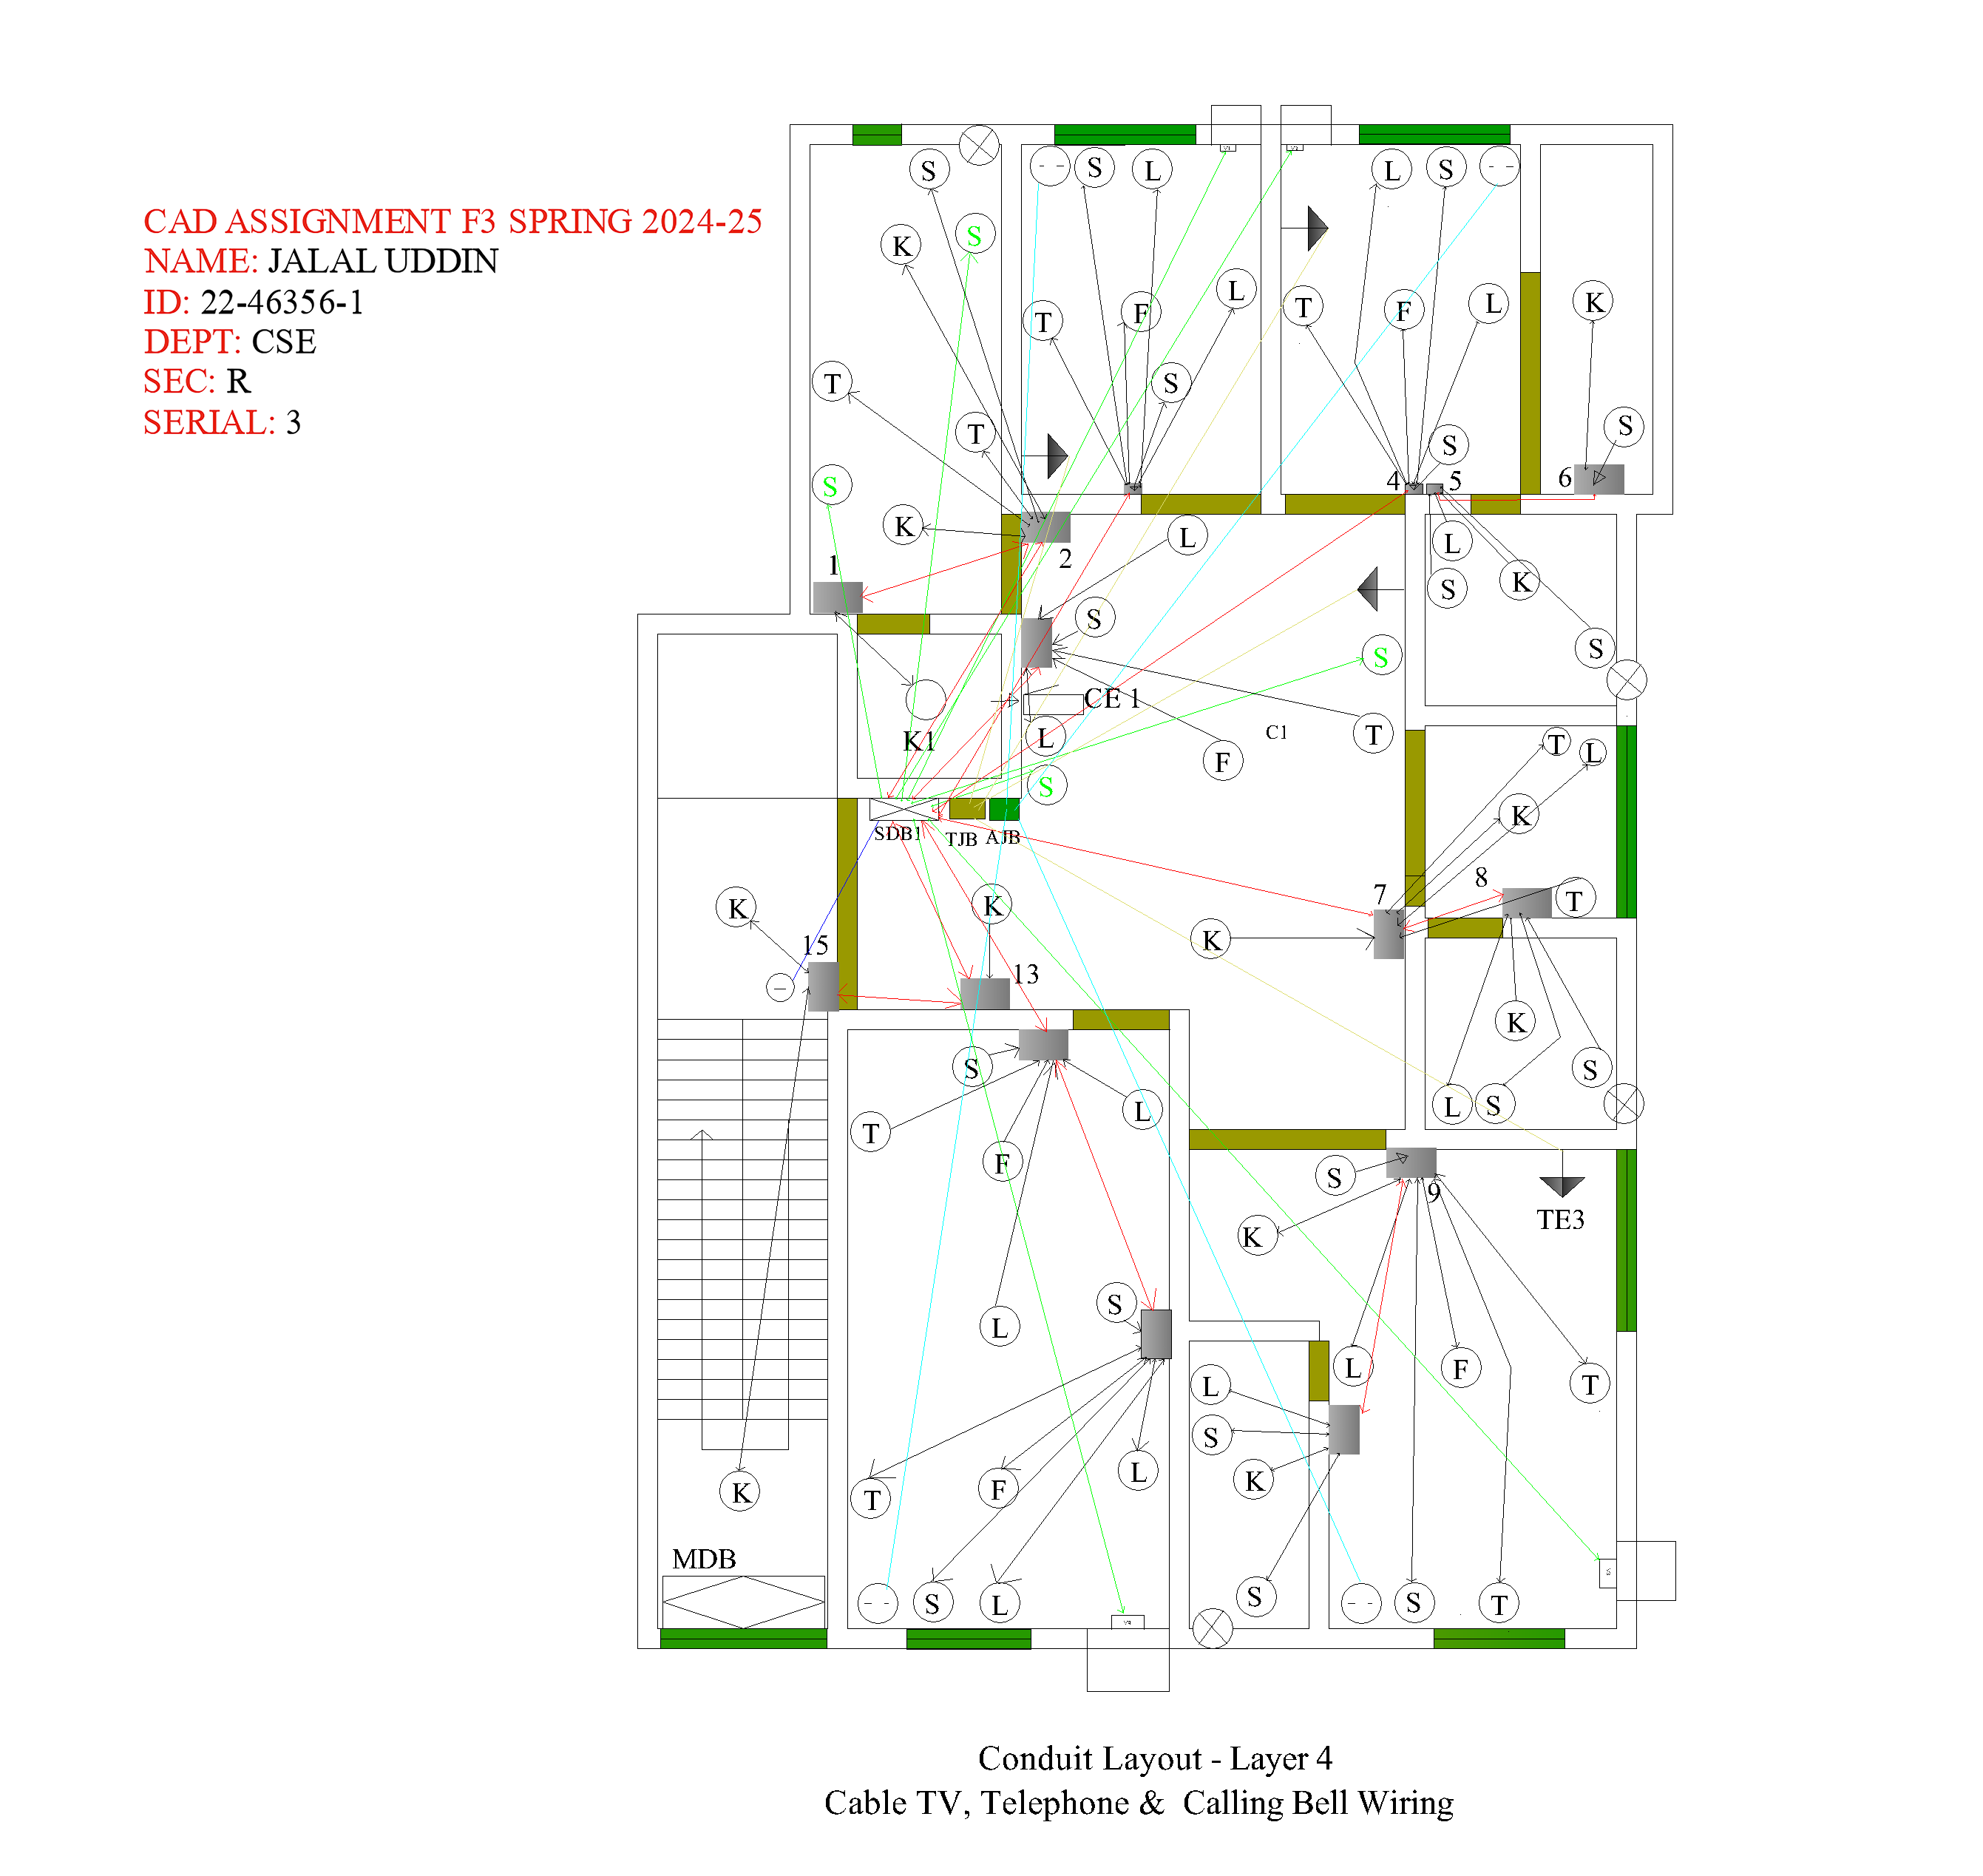 CAD ASSIGNMENT F3 SPRING 2024-25
NAME: JALAL UDDIN
ID: 22-46356-1
DEPT: CSE
SEC: R
SERIAL: 3
S S L L S
K S
T F L T F L K
T S
T S S
S 4 5 6
K L L
2 K
1 S S
S S
CE 1
K1 L C1 T
F T L
S K
SDB1 TJB AJB
K K 7 8 T
15 K
13
K
S S
T L L S
F S
K 9
TE3
S
L L F
L T
S
K
T F L
K
MDB
S L S S T
Conduit Layout - Layer 4
Cable TV, Telephone & Calling Bell Wiring